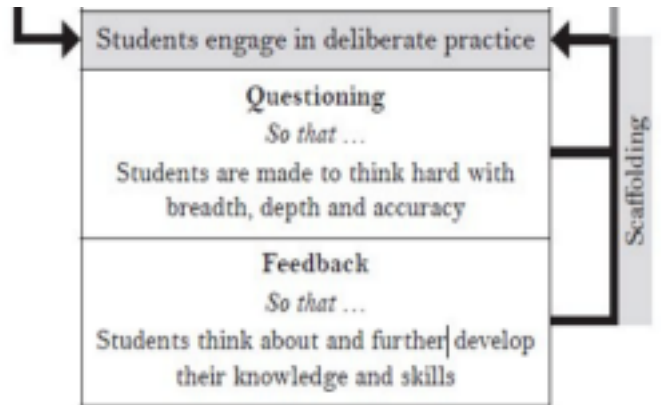 Students engage in deliberate practice
Questioning
So that ...
Students are made to think hard with
breadth, depth and accuracy
Feedback
So that ...
Students think about and further develop
their knowledge and skills
Scaffolding